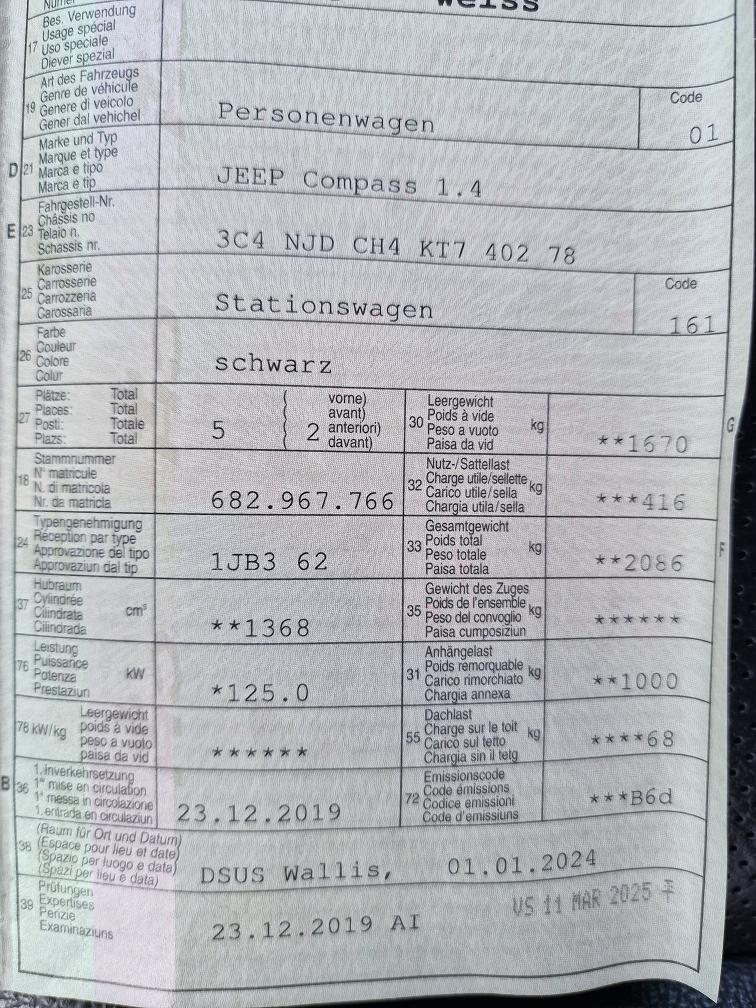 weiss
17
Bes. Verwendung
Usage spécial
Uso speciale
Diever spezial
19
Art des Fahrzeugs
Genre de véhicule
Genere di veicolo
Gener dal vehichel
Personenwagen
Code
01
D 21
Marke und Typ
Marque et type
Marca e tipo
Marca e tip
JEEP Compass 1.4
E 23
Fahrgestell-Nr.
Châssis no
Telaio n.
Schassis nr.
3C4 NJD CH4 KT7 402 78
25
Karosserie
Carrosserie
Carrozzeria
Carossaria
Stationswagen
Code
161
26
Farbe
Couleur
Colore
Colur
schwarz
27
Plätze: Total
Places: Total
Posti: Totale
Plazs: Total
5
( 2
vorne)
avant)
anteriori)
davant)
30
Leergewicht
Poids à vide
Peso a vuoto
Paisa da vid
kg
**1670
G
18
Stammnummer
N° matricule
N. di matricola
Nr. da matricla
682.967.766
32
Nutz-/Sattellast
Charge utile/sellette
Carico utile/sella
Chargia utila/sella
kg
***416
24
Typengenehmigung
Réception par type
Approvazione del tipo
Approvaziun dal tip
1JB3 62
33
Gesamtgewicht
Poids total
Peso totale
Paisa totala
kg
**2086
F
37
Hubraum
Cylindrée
Cilindrata
Cilindrada
cm³
**1368
35
Gewicht des Zuges
Poids de l'ensemble
Peso del convoglio
Paisa cumposiziun
kg
******
76
Leistung
Puissance
Potenza
Prestaziun
kW
*125.0
31
Anhängelast
Poids remorquable
Carico rimorchiato
Chargia annexa
kg
**1000
78 kW/kg
Leergewicht
poids à vide
peso a vuoto
paisa da vid
******
55
Dachlast
Charge sur le toit
Carico sul tetto
Chargia sin il tetg
kg
****68
B 36
1. Inverkehrsetzung
1re mise en circulation
1a messa in circolazione
1. entrada en circulaziun
23.12.2019
72
Emissionscode
Code émissions
Codice emissioni
Code d'emissiuns
***B6d
38
(Raum für Ort und Datum)
(Espace pour lieu et date)
(Spazio per luogo e data)
(Spazi per lieu e data)
DSUS Wallis, 01.01.2024
39
Prüfungen
Expertises
Perizie
Examinaziuns
23.12.2019 AI
VS 11 MAR 2025